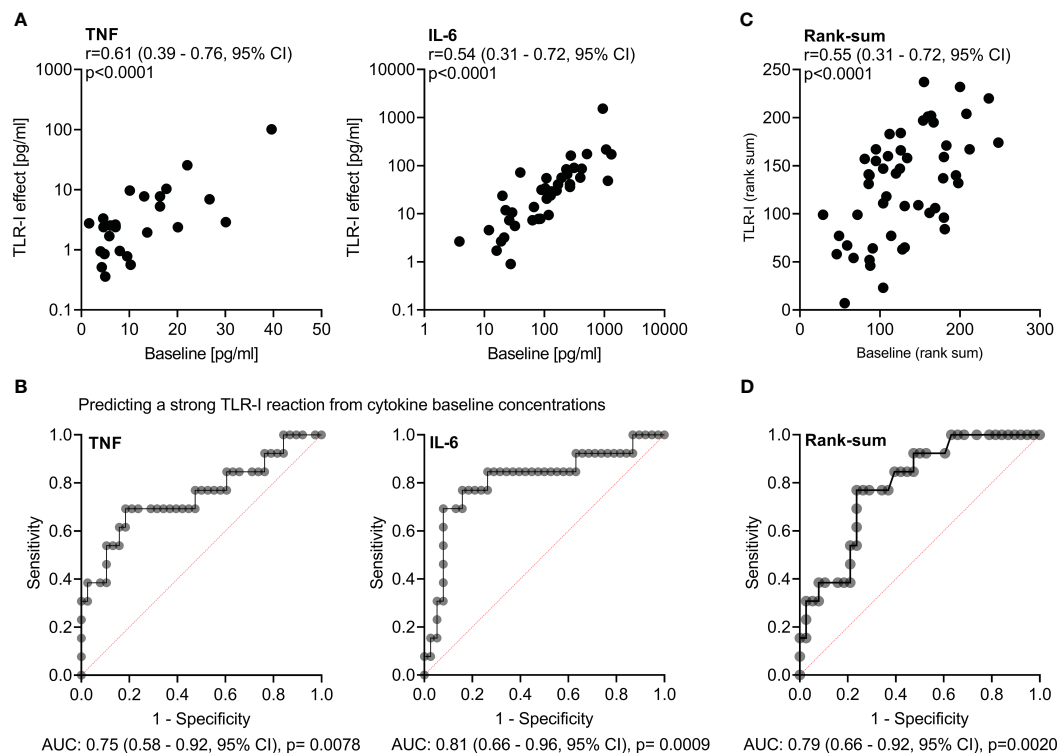 A
TNF
r=0.61 (0.39 - 0.76, 95% CI)
p<0.0001
1000
100
10
1
0.1
TLR-I effect [pg/ml]
0 10 20 30 40 50
Baseline [pg/ml]
IL-6
r=0.54 (0.31 - 0.72, 95% CI)
p<0.0001
10000
1000
100
10
1
0.1
TLR-I effect [pg/ml]
1 10 100 1000 10000
Baseline [pg/ml]
C
Rank-sum
r=0.55 (0.31 - 0.72, 95% CI)
p<0.0001
250
200
150
100
50
0
TLR-I (rank sum)
0 100 200 300
Baseline (rank sum)
B
Predicting a strong TLR-I reaction from cytokine baseline concentrations
TNF
1.0
0.8
0.6
0.4
0.2
0.0
Sensitivity
0.0 0.2 0.4 0.6 0.8 1.0
1 - Specificity
AUC: 0.75 (0.58 - 0.92, 95% CI), p= 0.0078
IL-6
1.0
0.8
0.6
0.4
0.2
0.0
Sensitivity
0.0 0.2 0.4 0.6 0.8 1.0
1 - Specificity
AUC: 0.81 (0.66 - 0.96, 95% CI), p= 0.0009
D
Rank-sum
1.0
0.8
0.6
0.4
0.2
0.0
Sensitivity
0.0 0.2 0.4 0.6 0.8 1.0
1 - Specificity
AUC: 0.79 (0.66 - 0.92, 95% CI), p=0.0020